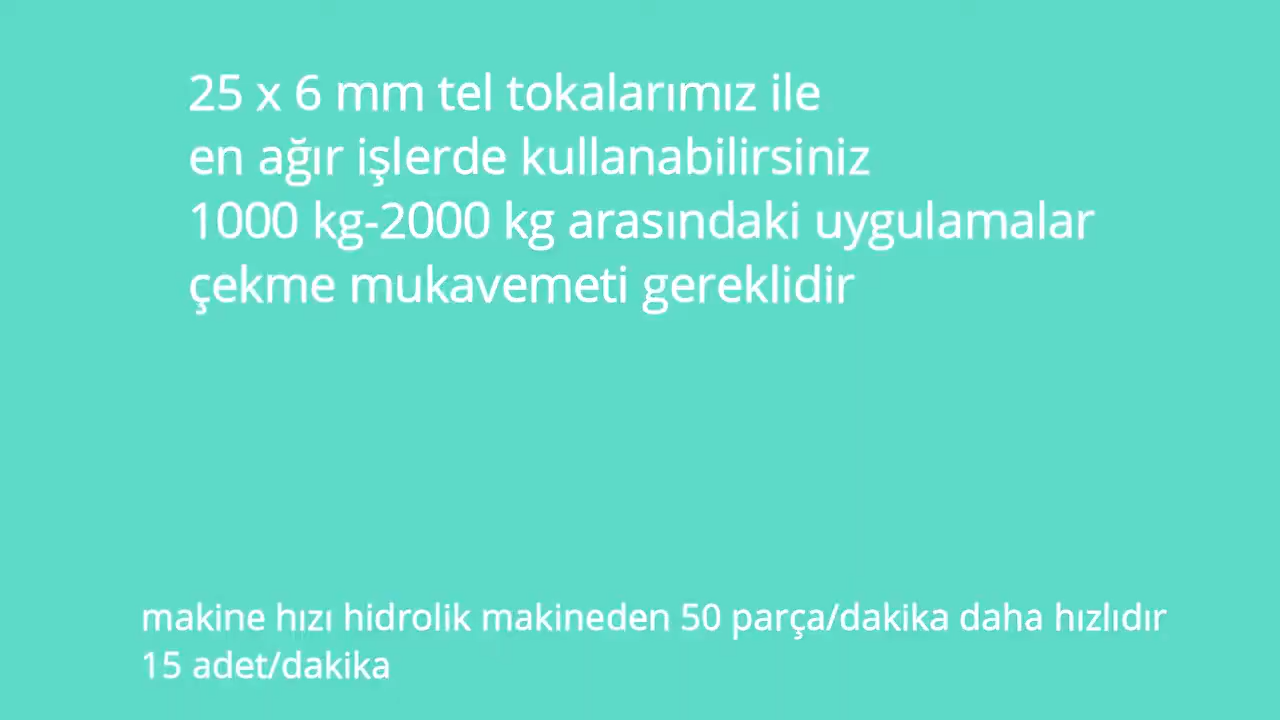 25 x 6 mm tel tokalarımız ile
en ağır işlerde kullanabilirsiniz
1000 kg-2000 kg arasındaki uygulamalar
çekme mukavemeti gereklidir
makine hızı hidrolik makineden 50 parça/dakika daha hızlıdır
15 adet/dakika